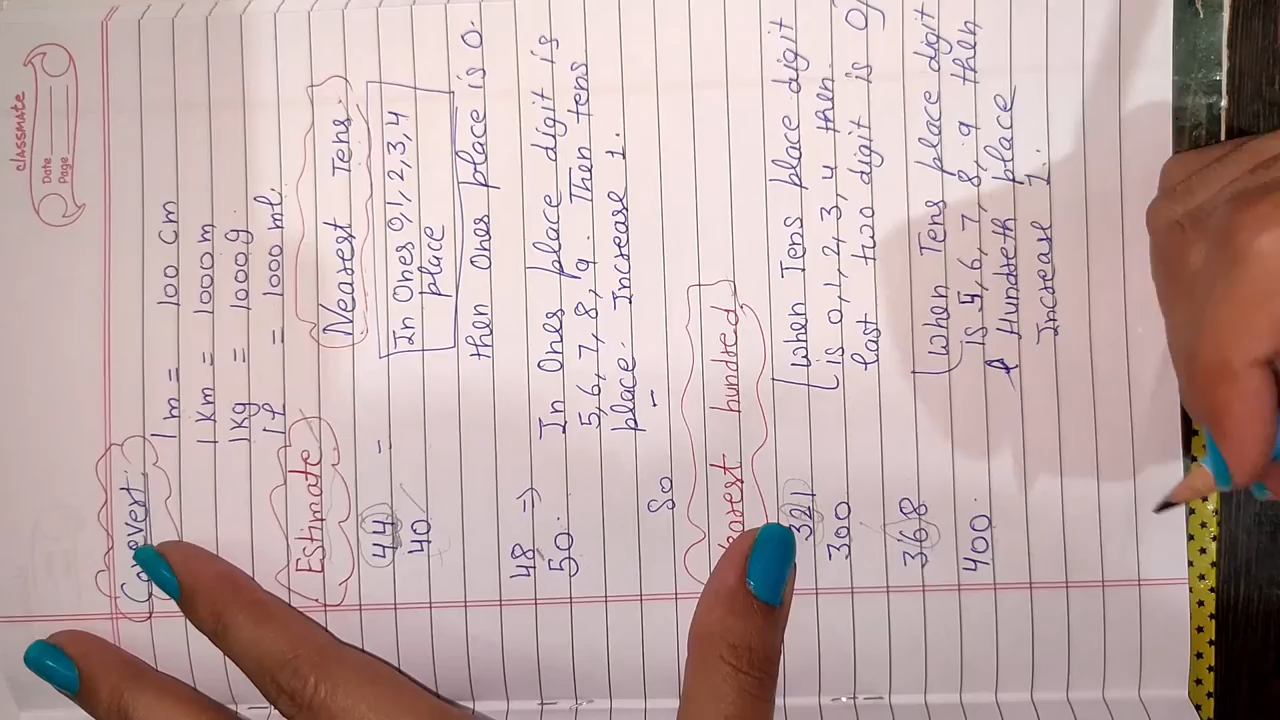 classmate
Date
Page
Convert
1 m = 100 cm
1 Km = 1000 m
1 Kg = 1000 g.
1 l = 1000 ml.
Estimate
Nearest Tens
44 = In Ones 0,1,2,3,4
40 place
then Ones place is 0.
48 => In Ones place digit is
50. 5,6,7,8,9. Then tens
place. Increase 1.
So
Nearest hundred
321 When Tens place digit
300 is 0,1,2,3,4 then
last two digit is 0
368 When Tens place digit
400. is 5,6,7,8,9 then
Hundreth place
Increase 1..